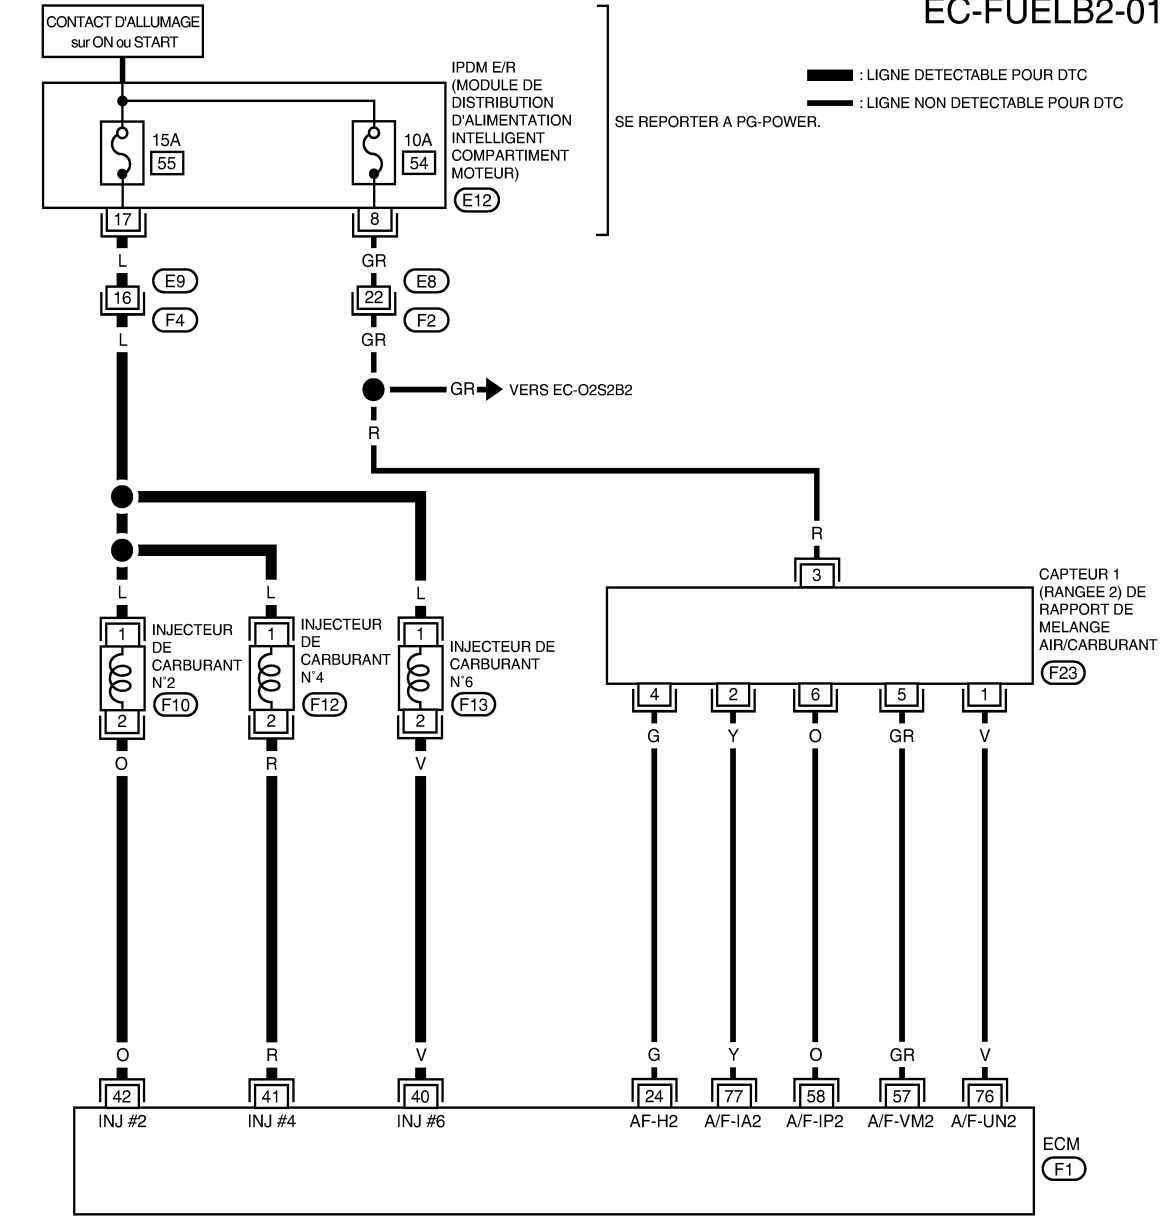 EC-FUELB2-01
CONTACT D'ALLUMAGE
sur ON ou START
: LIGNE DETECTABLE POUR DTC
: LIGNE NON DETECTABLE POUR DTC
IPDM E/R
(MODULE DE
DISTRIBUTION
D'ALIMENTATION
INTELLIGENT
COMPARTIMENT
MOTEUR)
E12
SE REPORTER A PG-POWER.
15A
55
10A
54
17
8
L
GR
E9
E8
16
22
F4
F2
L
GR
GR
VERS EC-O2S2B2
R
R
3
CAPTEUR 1
(RANGEE 2) DE
RAPPORT DE
MELANGE
AIR/CARBURANT
F23
L
L
L
1
INJECTEUR
DE
CARBURANT
N°2
F10
1
INJECTEUR
DE
CARBURANT
N°4
F12
1
INJECTEUR DE
CARBURANT
N°6
F13
2
2
2
4
2
6
5
1
O
R
V
G
Y
O
GR
V
O
R
V
G
Y
O
GR
V
42
41
40
24
77
58
57
76
INJ #2
INJ #4
INJ #6
AF-H2
A/F-IA2
A/F-IP2
A/F-VM2
A/F-UN2
ECM
F1